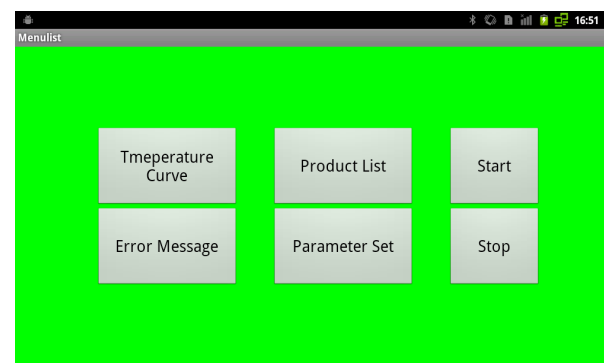 16:51
Menulist
Tmeperature
Curve
Product List
Start
Error Message
Parameter Set
Stop